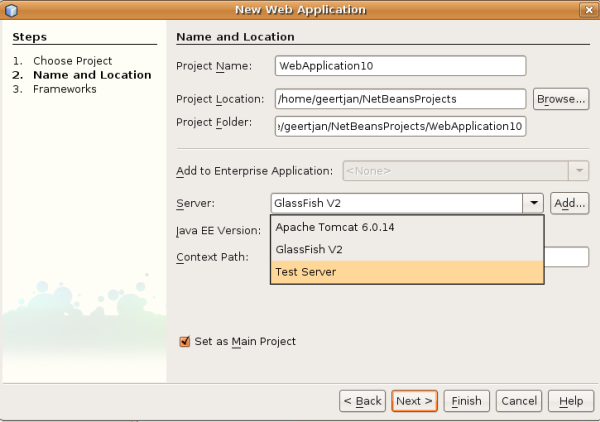 New Web Application
Steps
1. Choose Project
2. Name and Location
3. Frameworks
Name and Location
Project Name: WebApplication10
Project Location: /home/geertjan/NetBeansProjects Browse...
Project Folder: e/geertjan/NetBeansProjects/WebApplication10
Add to Enterprise Application: <None>
Server: GlassFish V2 Add...
Apache Tomcat 6.0.14
Java EE Version:
GlassFish V2
Context Path:
Test Server
Set as Main Project
< Back Next > Finish Cancel Help